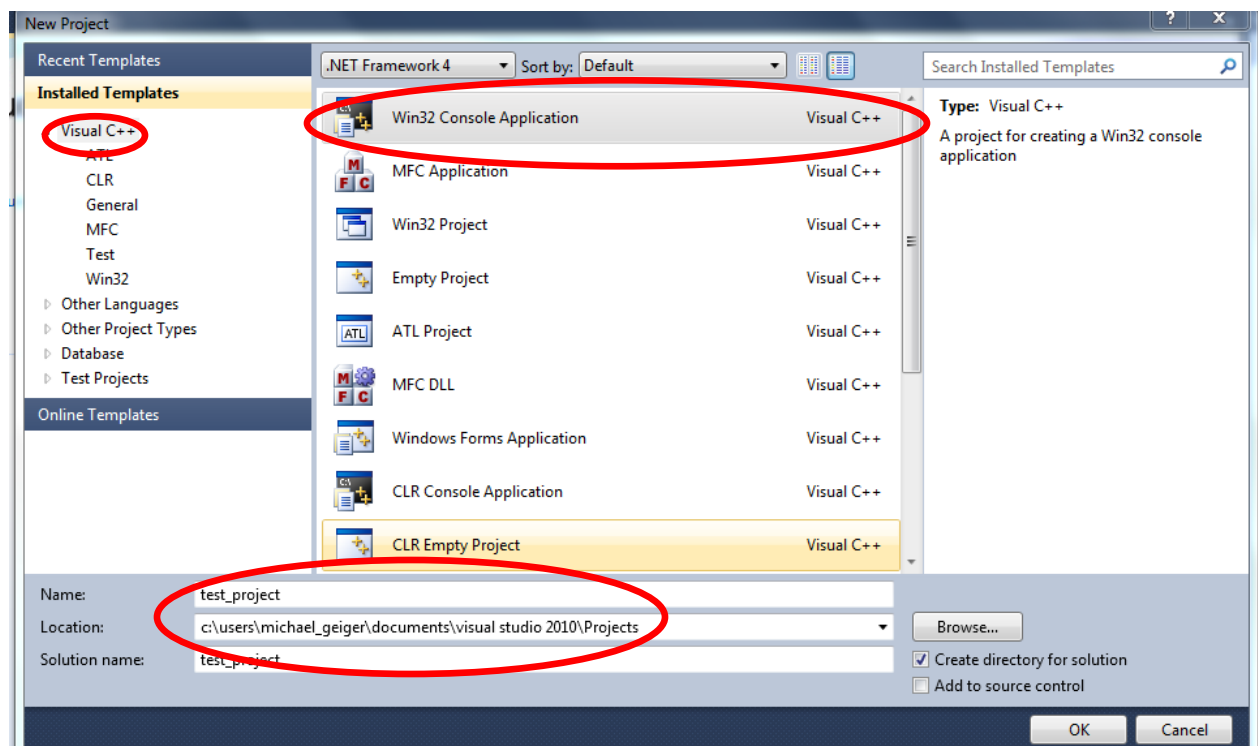 New Project
? X
Recent Templates
Installed Templates
Visual C++
ATL
CLR
General
MFC
Test
Win32
Other Languages
Other Project Types
Database
Test Projects
Online Templates
.NET Framework 4 Sort by: Default
Win32 Console Application Visual C++
MFC Application Visual C++
Win32 Project Visual C++
Empty Project Visual C++
ATL Project Visual C++
MFC DLL Visual C++
Windows Forms Application Visual C++
CLR Console Application Visual C++
CLR Empty Project Visual C++
Search Installed Templates
Type: Visual C++
A project for creating a Win32 console
application
Name: test_project
Location: c:\users\michael_geiger\documents\visual studio 2010\Projects Browse...
Solution name: test_project
Create directory for solution
Add to source control
OK Cancel